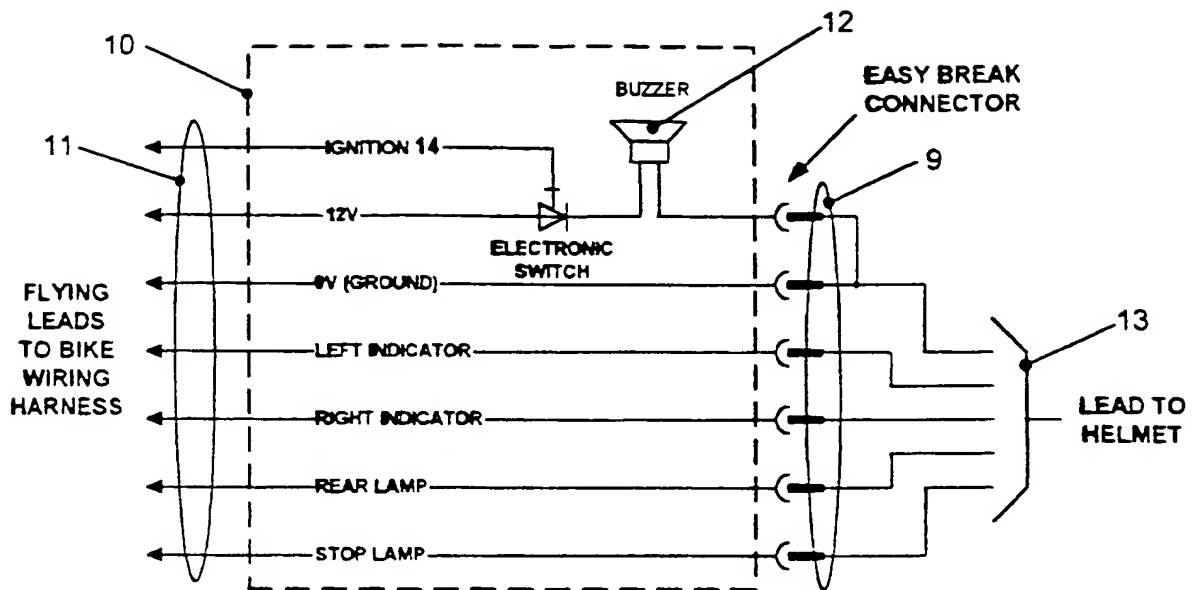 12
10
BUZZER
EASY BREAK
CONNECTOR
11
IGNITION 14
9
12V
ELECTRONIC
SWITCH
0V (GROUND)
FLYING
LEADS
TO BIKE
WIRING
HARNESS
13
LEFT INDICATOR
RIGHT INDICATOR
LEAD TO
HELMET
REAR LAMP
STOP LAMP